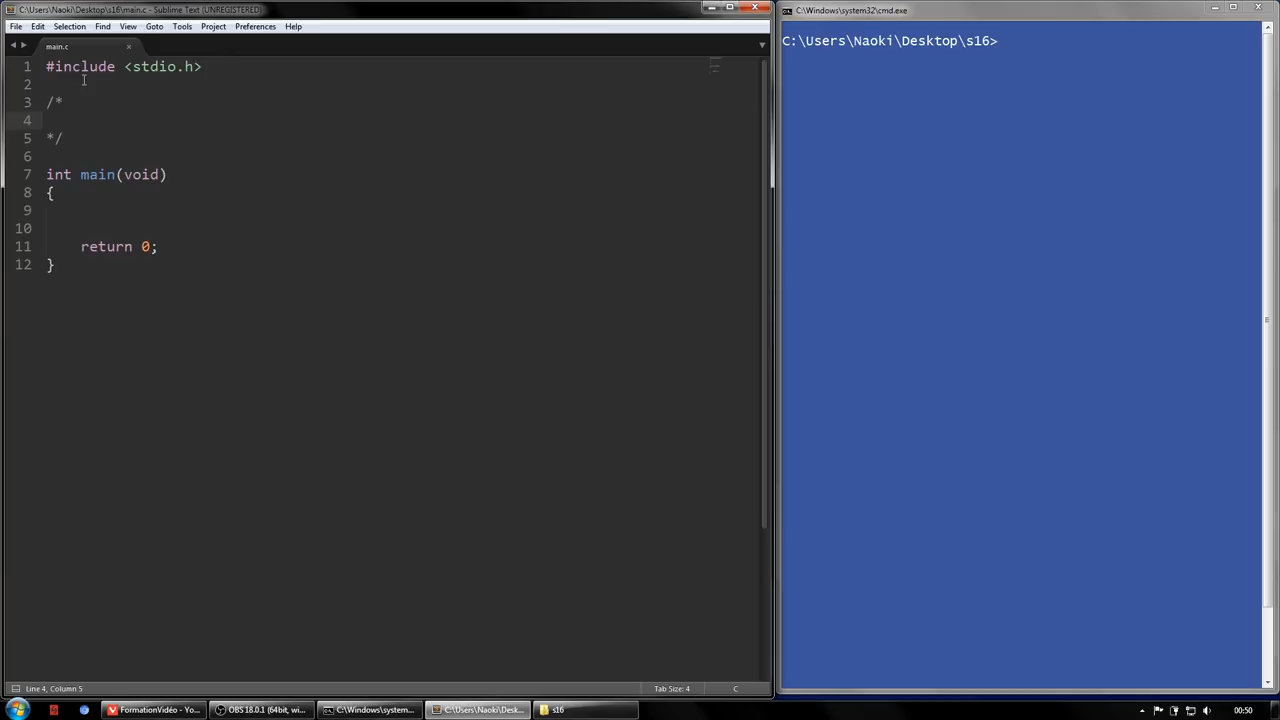 C:\Users\Naoki\Desktop\s16\main.c - Sublime Text (UNREGISTERED)
File Edit Selection Find View Goto Tools Project Preferences Help
main.c ×
1 #include <stdio.h>
2
3 /*
4
5 */
6
7 int main(void)
8 {
9
10
11 return 0;
12 }
Line 4, Column 5
Tab Size: 4
C
C:\Windows\system32\cmd.exe
C:\Users\Naoki\Desktop\s16>
FormationVidéo - Yo...
OBS 18.0.1 (64bit, wi...
C:\Windows\system...
C:\Users\Naoki\Desk...
s16
00:50